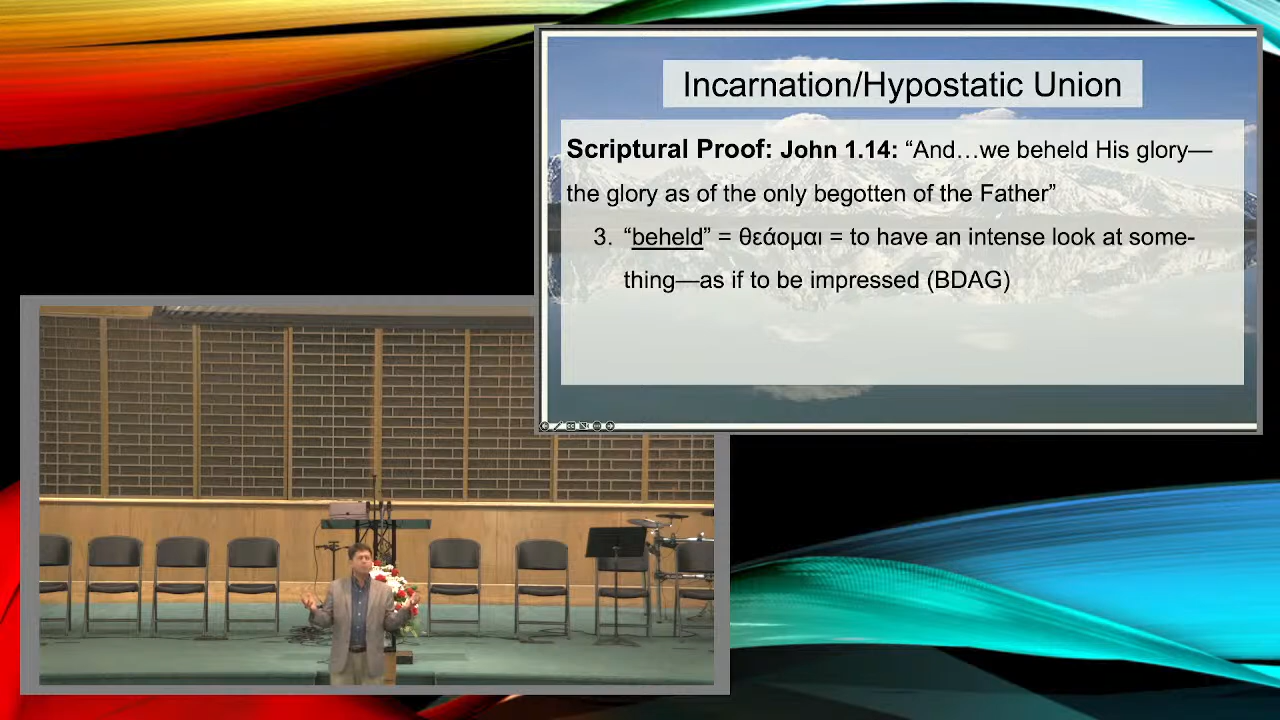 Incarnation/Hypostatic Union
Scriptural Proof: John 1.14: “And…we beheld His glory—
the glory as of the only begotten of the Father”
3. “beheld” = θεάομαι = to have an intense look at some-
thing—as if to be impressed (BDAG)